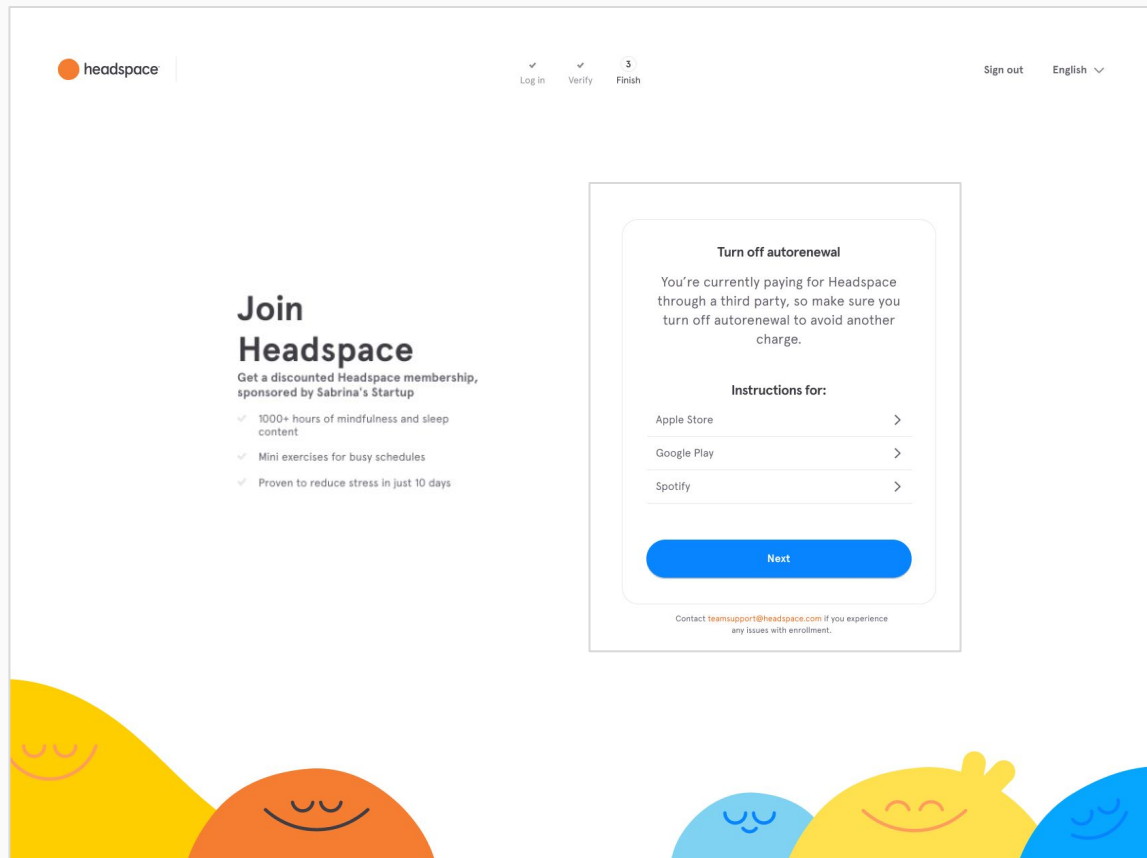 headspace
Log in
Verify
3
Finish
Sign out
English
Join
Headspace
Get a discounted Headspace membership,
sponsored by Sabrina's Startup
1000+ hours of mindfulness and sleep
content
Mini exercises for busy schedules
Proven to reduce stress in just 10 days
Turn off autorenewal
You're currently paying for Headspace
through a third party, so make sure you
turn off autorenewal to avoid another
charge.
Instructions for:
Apple Store
Google Play
Spotify
Next
Contact teamsupport@headspace.com if you experience
any issues with enrollment.